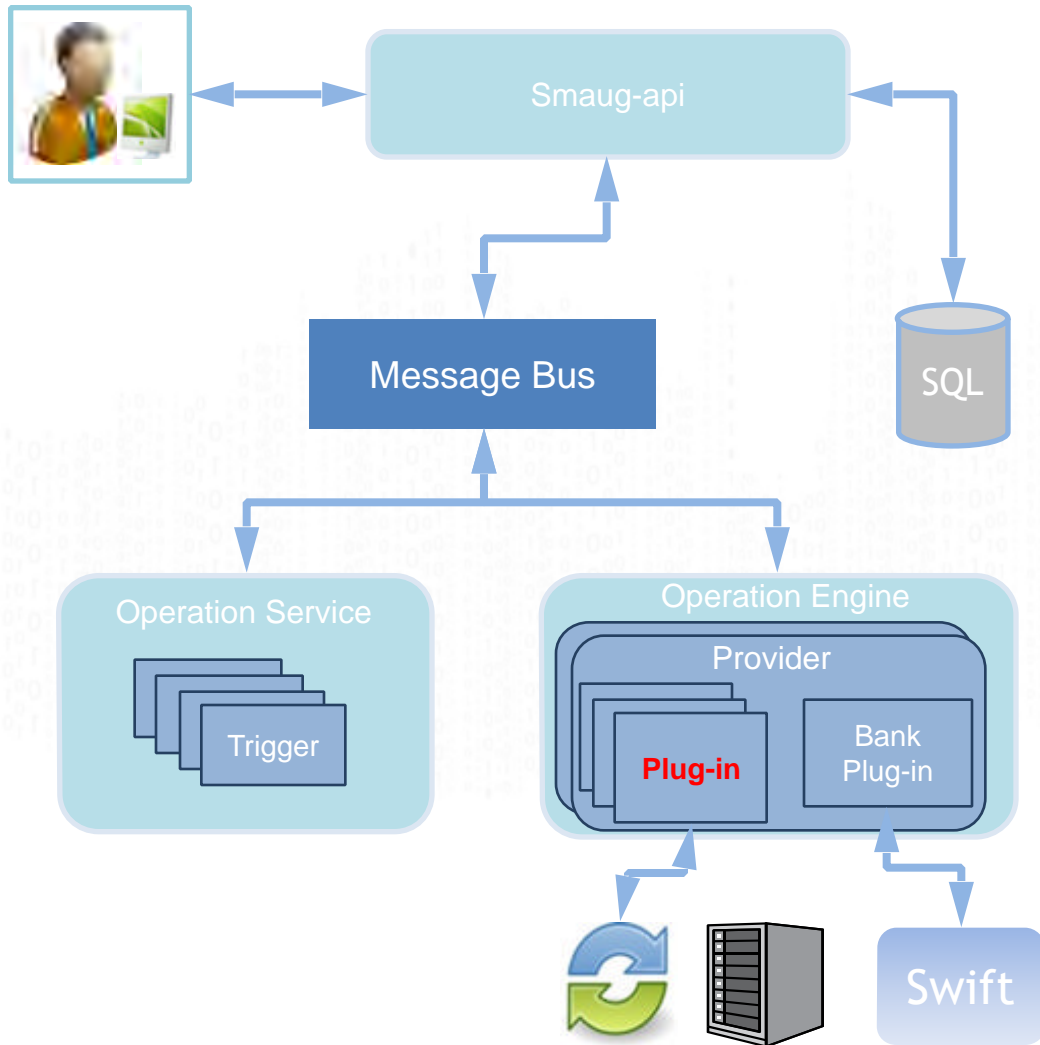 Smaug-api
Message Bus
SQL
Operation Service
Trigger
Operation Engine
Provider
Plug-in
Bank
Plug-in
Swift